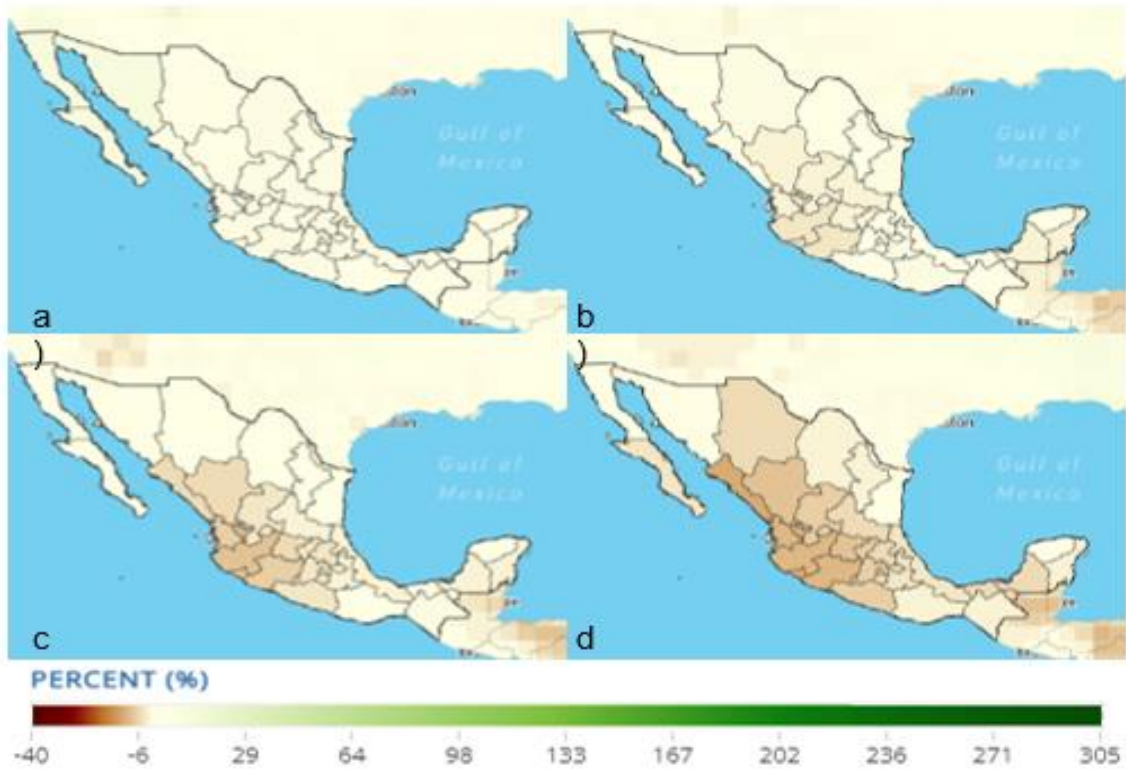 Gulf of
Mexico
Gulf of
Mexico
a
)
b
)
Gulf of
Mexico
Gulf of
Mexico
c
d
PERCENT (%)
-40 -6 29 64 98 133 167 202 236 271 305